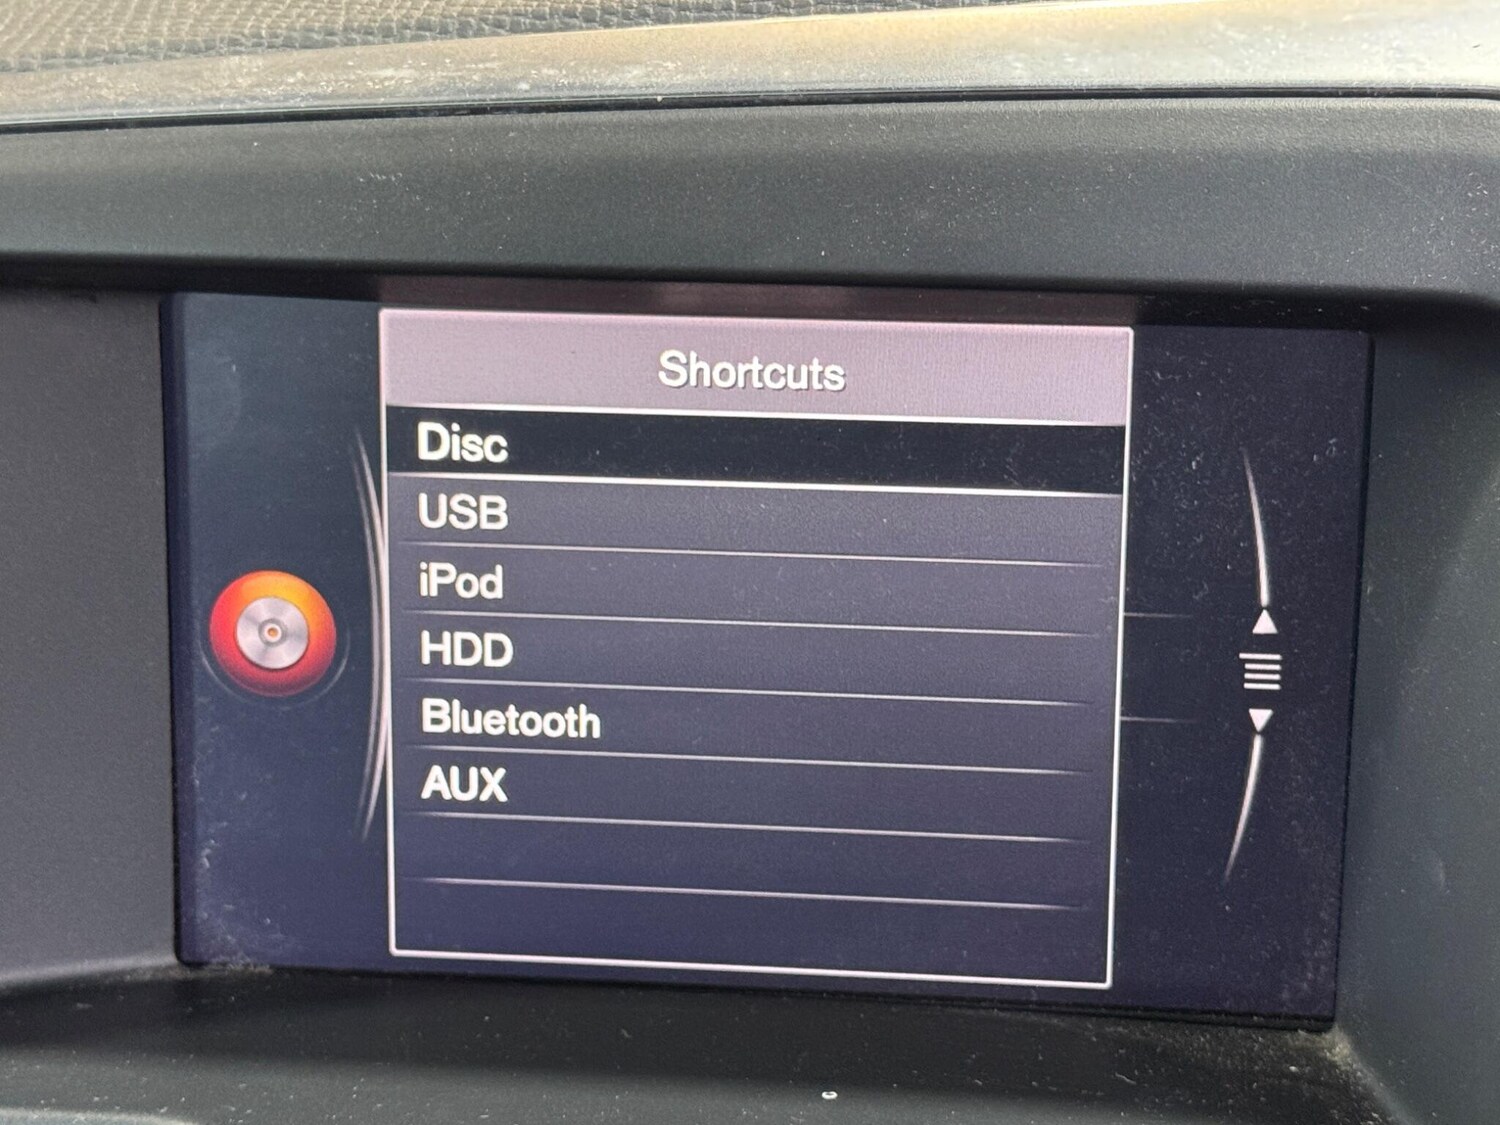 Shortcuts
Disc
USB
iPod
HDD
Bluetooth
AUX